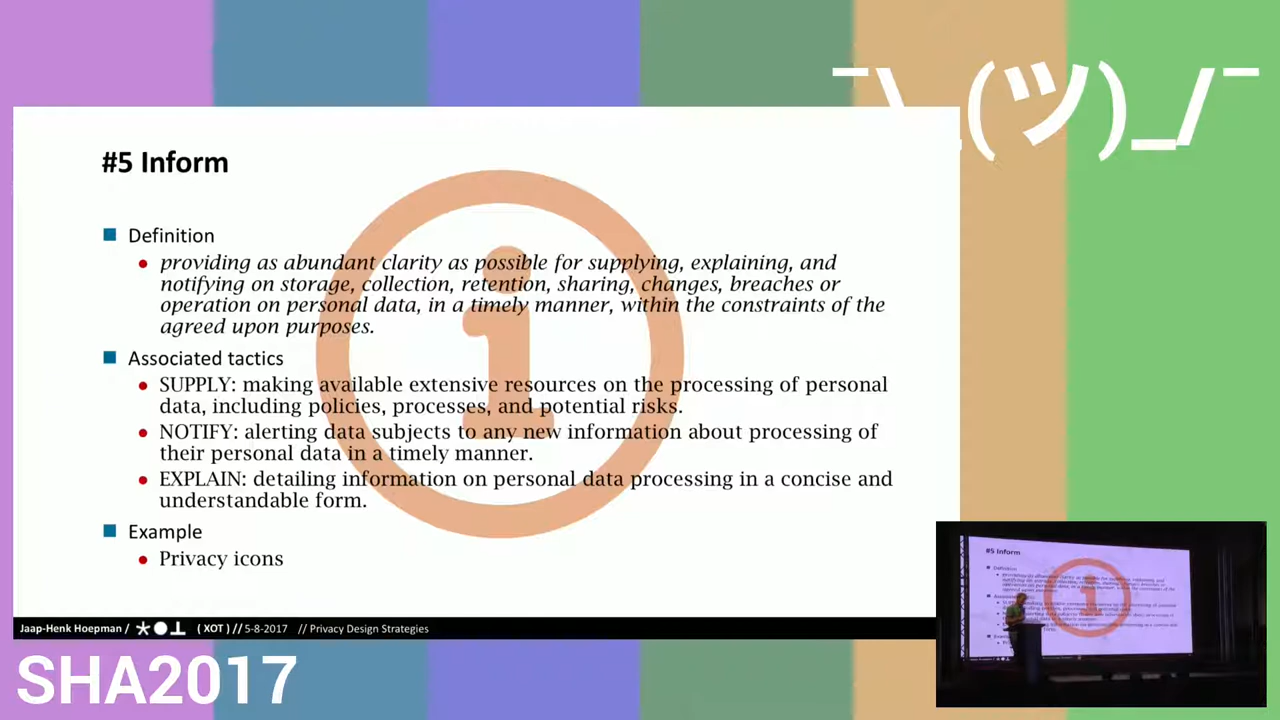 ¯\_(ツ)_/¯
#5 Inform
Definition
providing as abundant clarity as possible for supplying, explaining, and
notifying on storage, collection, retention, sharing, changes, breaches or
operation on personal data, in a timely manner, within the constraints of the
agreed upon purposes.
Associated tactics
SUPPLY: making available extensive resources on the processing of personal
data, including policies, processes, and potential risks.
NOTIFY: alerting data subjects to any new information about processing of
their personal data in a timely manner.
EXPLAIN: detailing information on personal data processing in a concise and
understandable form.
Example
Privacy icons
Jaap-Henk Hoepman / ( XOT ) // 5-8-2017 // Privacy Design Strategies
SHA2017
#5 Inform